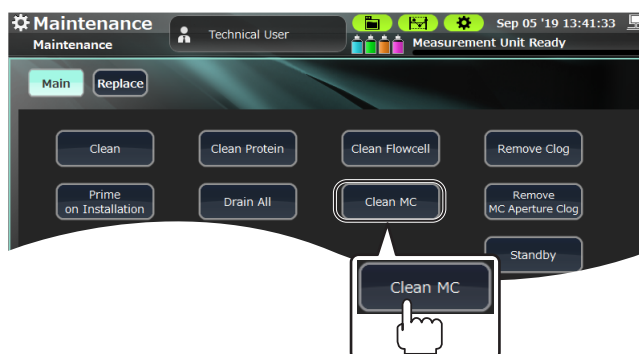 Maintenance
Maintenance
Technical User
Sep 05 '19 13:41:33
Measurement Unit Ready
Main
Replace
Clean
Clean Protein
Clean Flowcell
Remove Clog
Prime
on Installation
Drain All
Clean MC
Remove
MC Aperture Clog
Standby
Clean MC